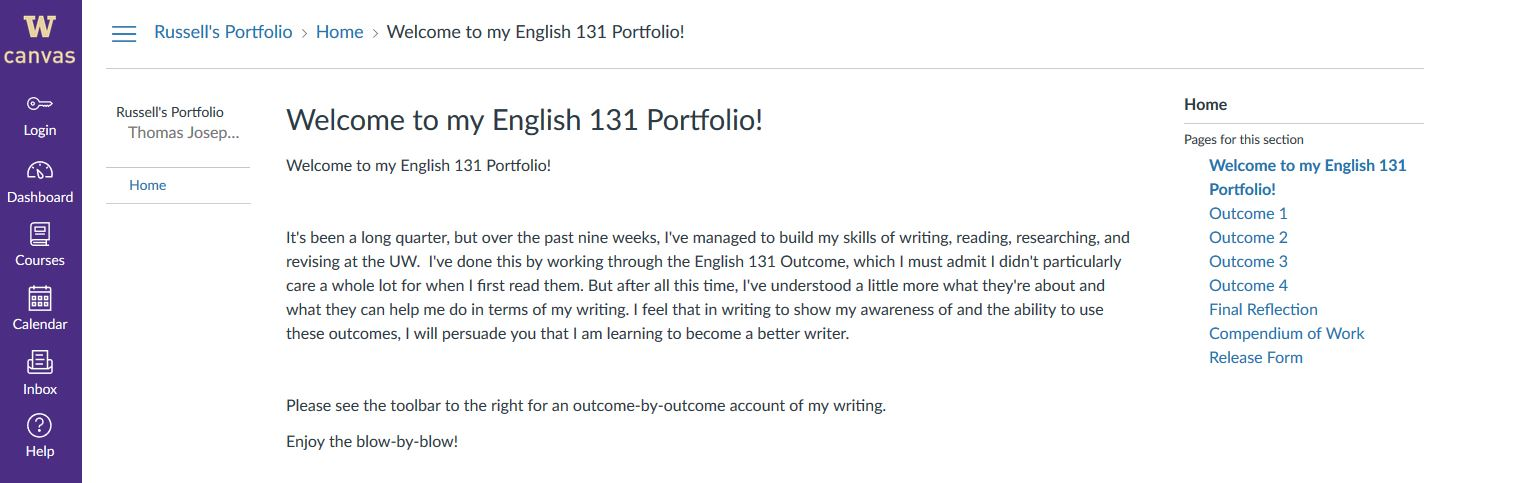 W
canvas
Login
Dashboard
Courses
Calendar
Inbox
Help
Russell's Portfolio > Home > Welcome to my English 131 Portfolio!
Russell's Portfolio
Thomas Josep...
Home
Welcome to my English 131 Portfolio!
Welcome to my English 131 Portfolio!
It's been a long quarter, but over the past nine weeks, I've managed to build my skills of writing, reading, researching, and
revising at the UW.  I've done this by working through the English 131 Outcome, which I must admit I didn't particularly
care a whole lot for when I first read them. But after all this time, I've understood a little more what they're about and
what they can help me do in terms of my writing. I feel that in writing to show my awareness of and the ability to use
these outcomes, I will persuade you that I am learning to become a better writer.
Please see the toolbar to the right for an outcome-by-outcome account of my writing.
Enjoy the blow-by-blow!
Home
Pages for this section
Welcome to my English 131
Portfolio!
Outcome 1
Outcome 2
Outcome 3
Outcome 4
Final Reflection
Compendium of Work
Release Form